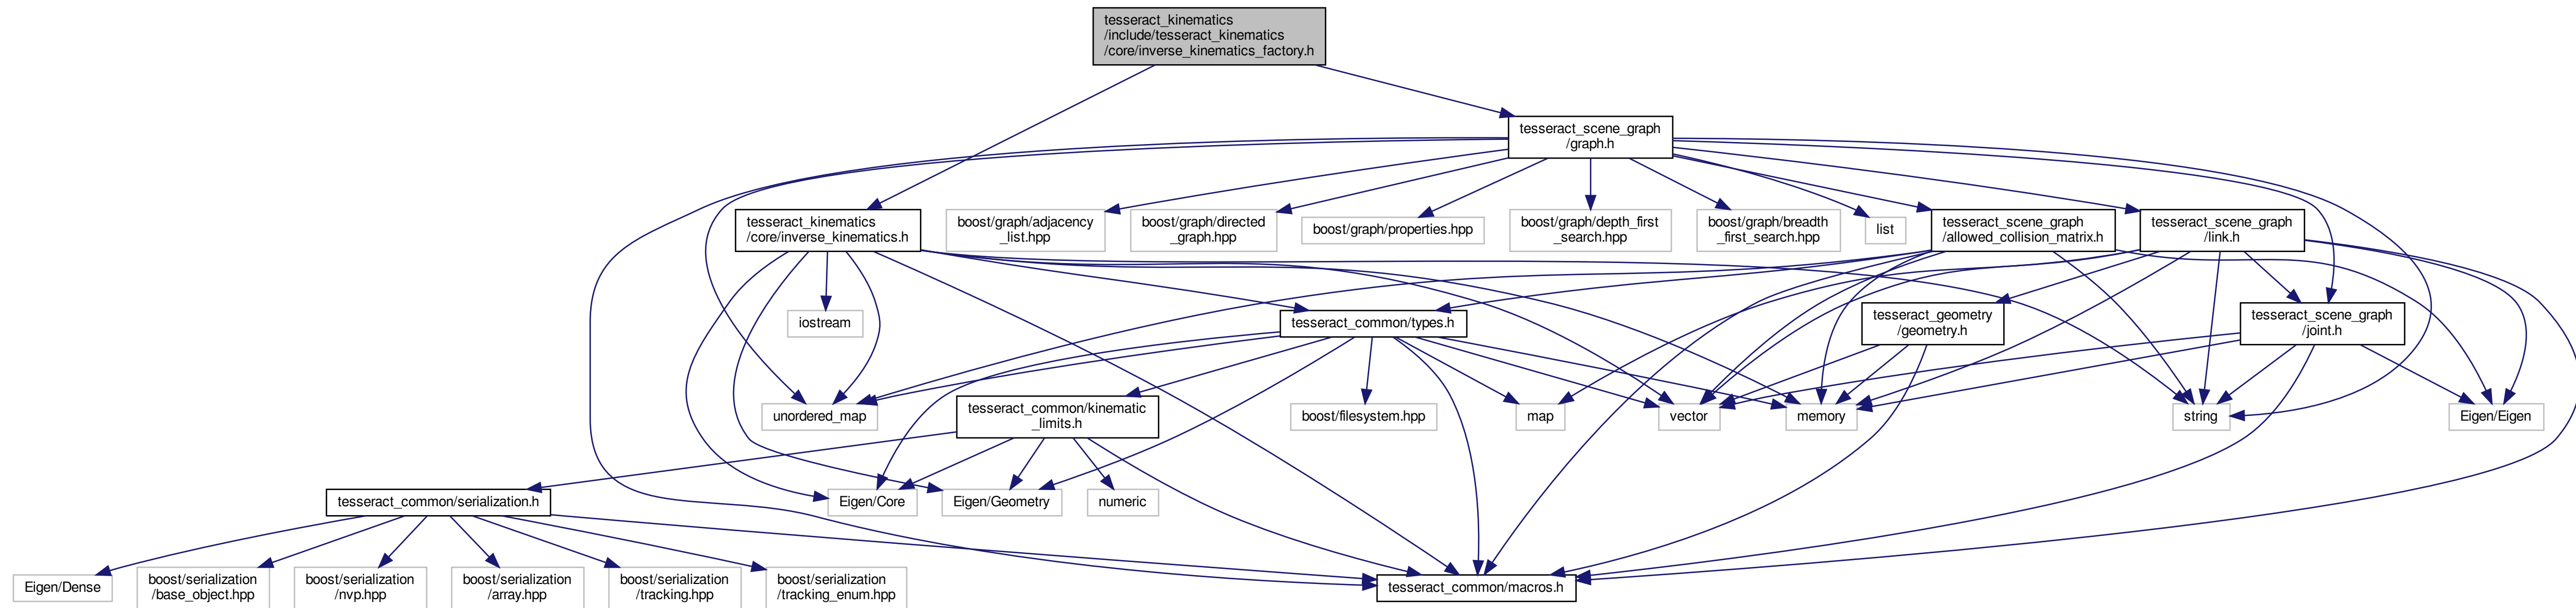 tesseract_kinematics
/include/tesseract_kinematics
/core/inverse_kinematics_factory.h
tesseract_scene_graph
/graph.h
tesseract_kinematics
/core/inverse_kinematics.h
boost/graph/adjacency
_list.hpp
boost/graph/directed
_graph.hpp
boost/graph/properties.hpp
boost/graph/depth_first
_search.hpp
boost/graph/breadth
_first_search.hpp
list
tesseract_scene_graph
/allowed_collision_matrix.h
tesseract_scene_graph
/link.h
iostream
tesseract_common/types.h
tesseract_geometry
/geometry.h
tesseract_scene_graph
/joint.h
unordered_map
tesseract_common/kinematic
_limits.h
boost/filesystem.hpp
map
vector
memory
string
Eigen/Eigen
tesseract_common/serialization.h
Eigen/Core
Eigen/Geometry
numeric
Eigen/Dense
boost/serialization
/base_object.hpp
boost/serialization
/nvp.hpp
boost/serialization
/array.hpp
boost/serialization
/tracking.hpp
boost/serialization
/tracking_enum.hpp
tesseract_common/macros.h